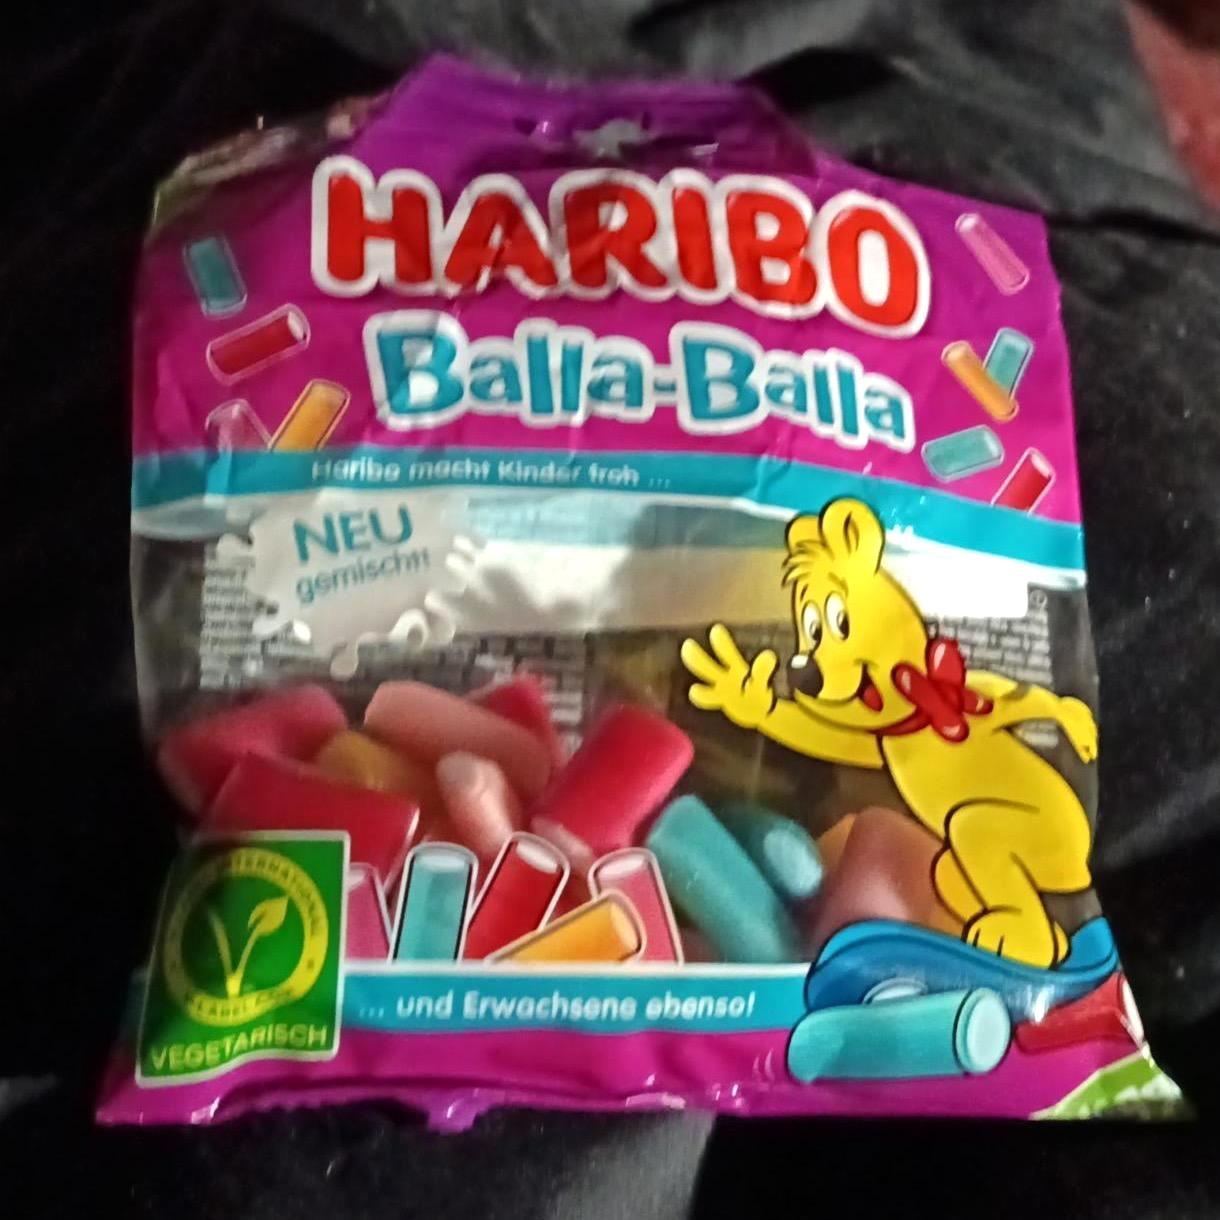 HARIBO
Balla-Balla
Haribo macht Kinder froh ...
NEU
gemischt!
... und Erwachsene ebenso!
VEGETARISCH